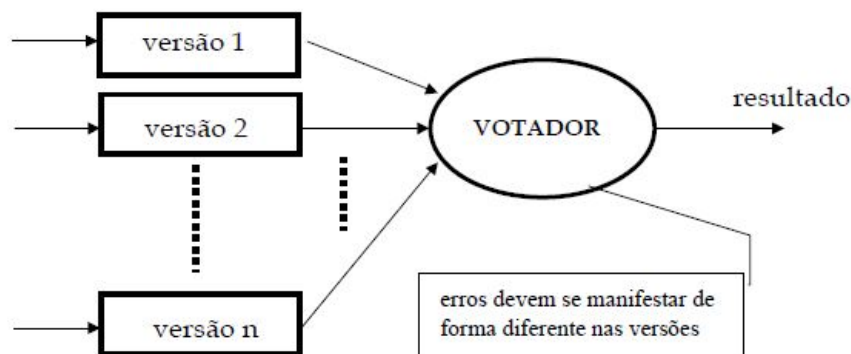 versão 1
versão 2
versão n
VOTADOR
resultado
erros devem se manifestar de
forma diferente nas versões